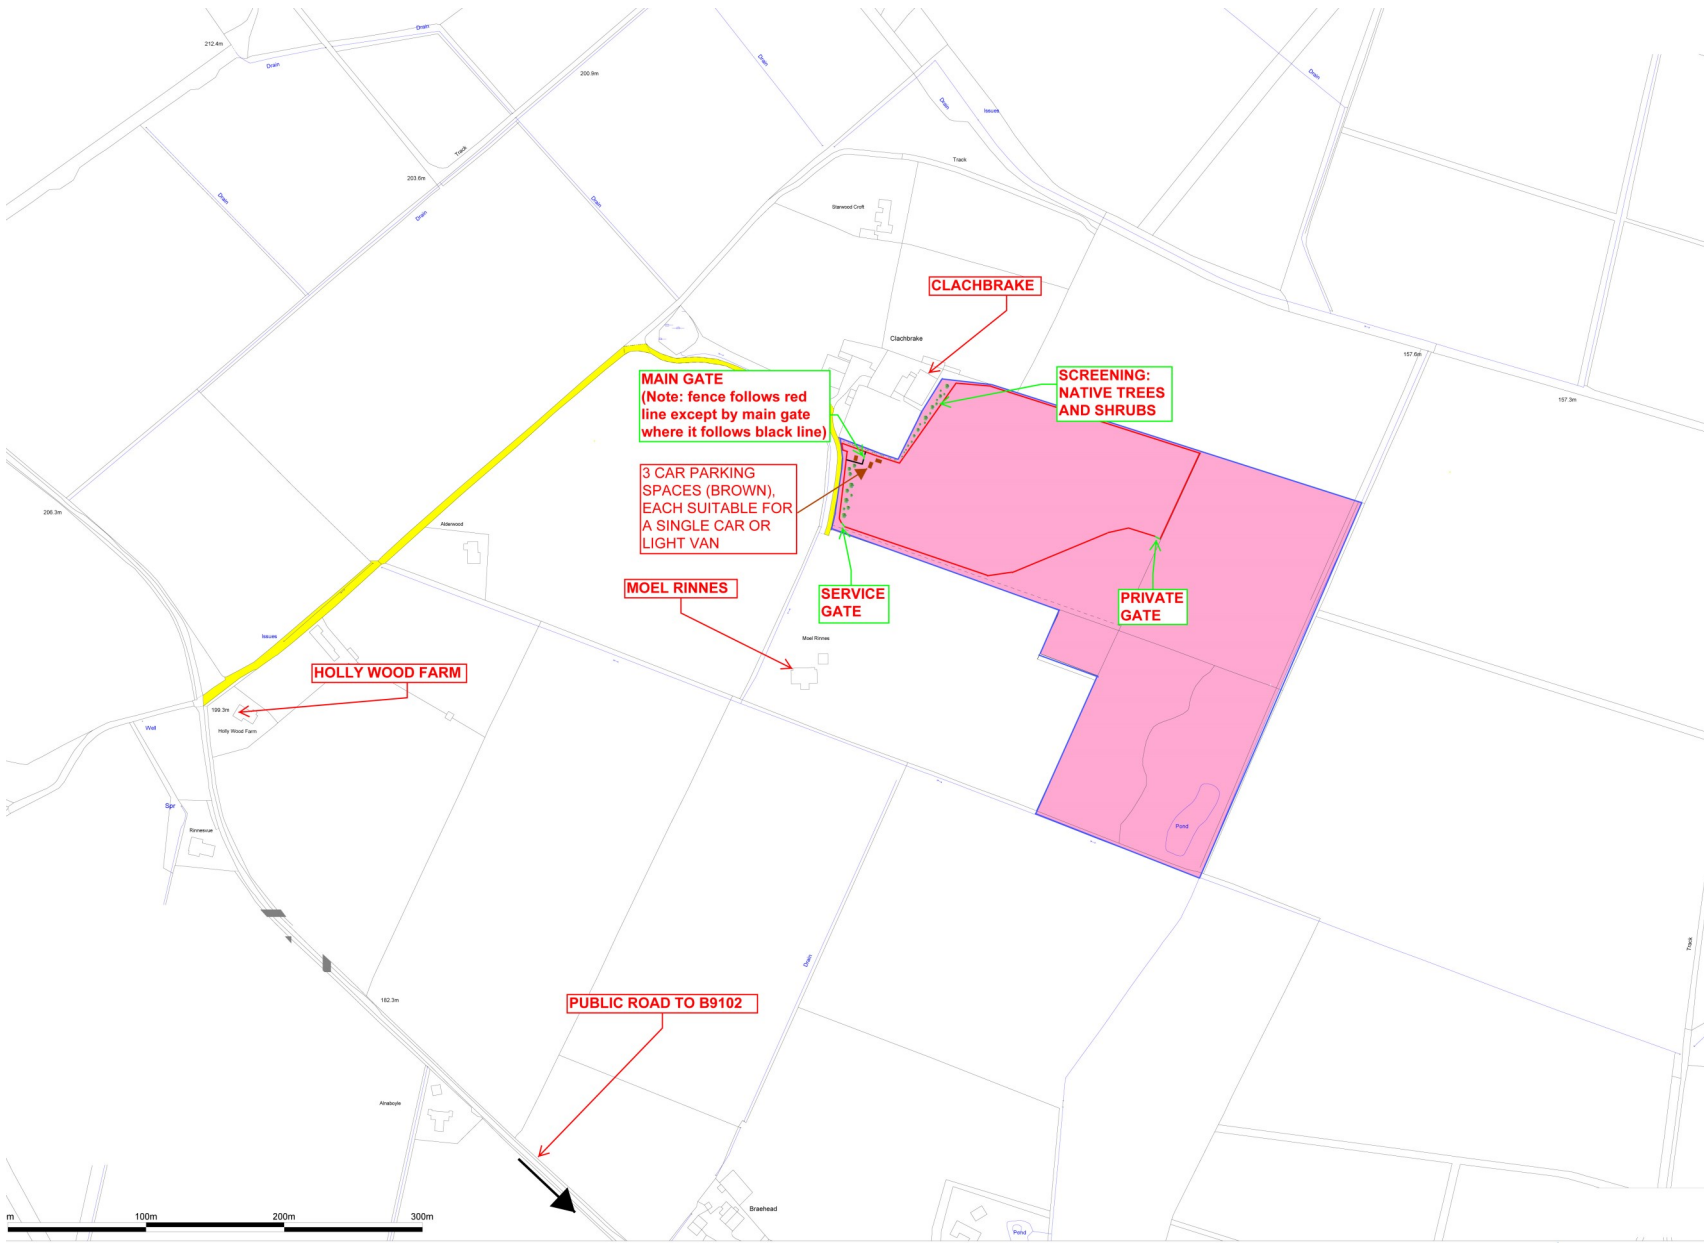 212.4m
Drain
Drain
200.9m
Drain
Drain
Issues
Drain
Track
203.6m
Drain
Drain
Drain
Track
Starwood Croft
CLACHBRAKE
Clachbrake
157.6m
157.3m
MAIN GATE
(Note: fence follows red
line except by main gate
where it follows black line)
SCREENING:
NATIVE TREES
AND SHRUBS
3 CAR PARKING
SPACES (BROWN),
EACH SUITABLE FOR
A SINGLE CAR OR
LIGHT VAN
206.3m
Alderwood
MOEL RINNES
SERVICE
GATE
PRIVATE
GATE
Issues
Moel Rinnes
HOLLY WOOD FARM
199.3m
Well
Holly Wood Farm
Spr
Rinnesvue
Pond
Drain
Track
182.3m
PUBLIC ROAD TO B9102
Alnaboyle
Braehead
Pond
m
100m
200m
300m